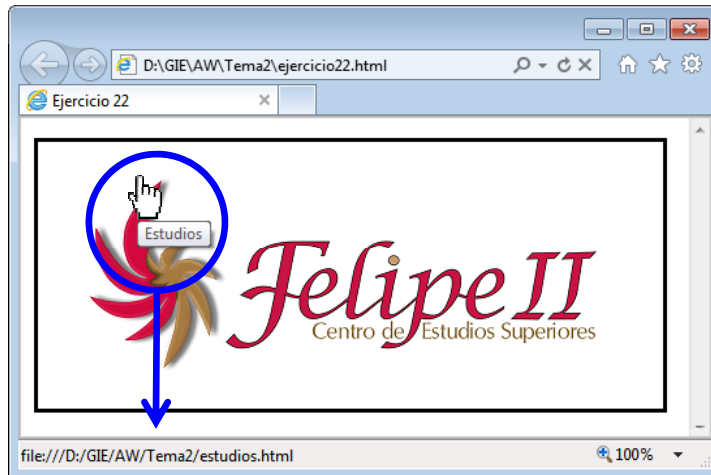 D:\GIE\AW\Tema2\ejercicio22.html
Ejercicio 22
Estudios
Felipe II
Centro de Estudios Superiores
file:///D:/GIE/AW/Tema2/estudios.html
100%